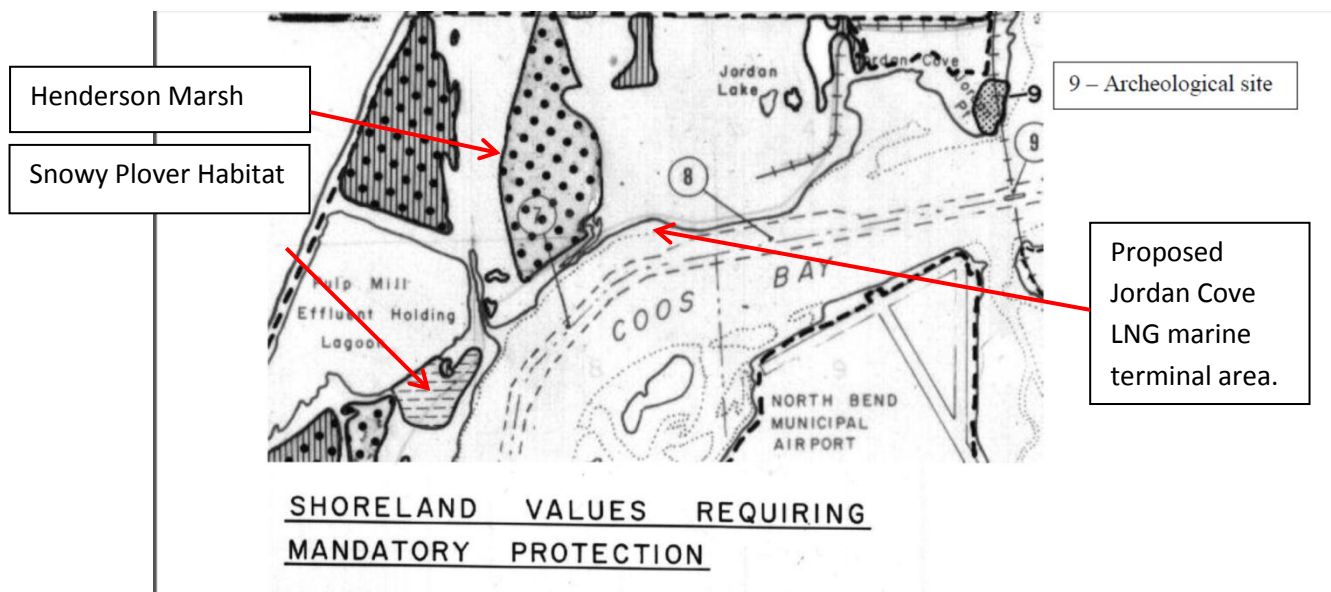 Henderson Marsh
Snowy Plover Habitat
Jordan
Lake
Jordan Cove
9
9 – Archeological site
9
8
7
Pulp Mill
Effluent Holding
Lagoon
COOS BAY
8
9
NORTH BEND
MUNICIPAL
AIRPORT
Proposed
Jordan Cove
LNG marine
terminal area.
SHORELAND VALUES REQUIRING
MANDATORY PROTECTION